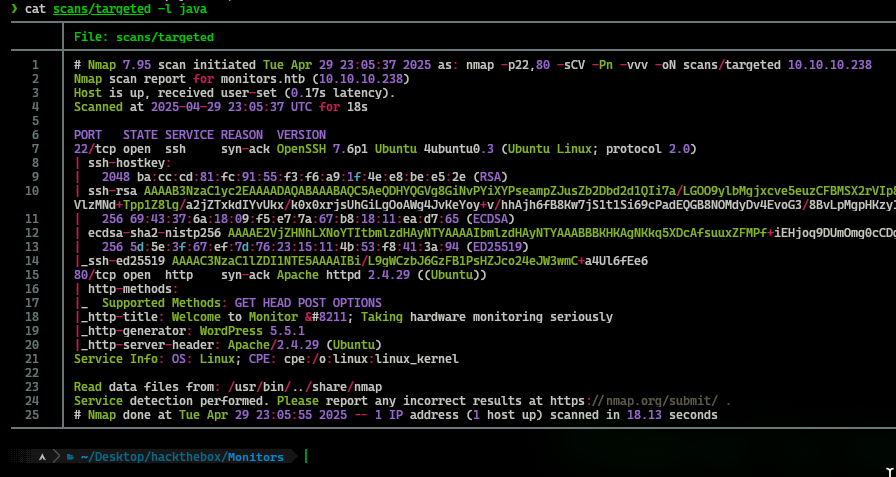 ❯ cat scans/targeted -l java
File: scans/targeted
1 # Nmap 7.95 scan initiated Tue Apr 29 23:05:37 2025 as: nmap -p22,80 -sCV -Pn -vvv -oN scans/targeted 10.10.10.238
2 Nmap scan report for monitors.htb (10.10.10.238)
3 Host is up, received user-set (0.17s latency).
4 Scanned at 2025-04-29 23:05:37 UTC for 18s
5
6 PORT   STATE SERVICE REASON  VERSION
7 22/tcp open  ssh     syn-ack OpenSSH 7.6p1 Ubuntu 4ubuntu0.3 (Ubuntu Linux; protocol 2.0)
8 | ssh-hostkey:
9 |   2048 ba:cc:cd:81:fc:91:55:f3:f6:a9:1f:4e:e8:be:e5:2e (RSA)
10 | ssh-rsa AAAAB3NzaC1yc2EAAAADAQABAAABAQC5AeQDHYQGVg8GiNvPYiXYPseampZJusZb2Dbd2d1QIi7a/LGOO9ylbMgjxcve5euzCFBMSX2rVIp8
VlzMNd+Tpp1Z8lg/a2jZTxkdIYvUkx/k0x0xrjsUhGiLgOoAWg4JvKeYoy+v/hhAjh6fB8Kw7jS1t1Si69cPadEQGB8NOMdyDv4EvoG3/8BvLpMgpHKzy
11 |   256 69:43:37:6a:18:09:f5:e7:7a:67:b8:18:11:ea:d7:65 (ECDSA)
12 | ecdsa-sha2-nistp256 AAAAE2VjZHNhLXNoYTItbmlzdHAyNTYAAAAIbmlzdHAyNTYAAABBBKHKAgNKkq5XDcAfsuuxZFMPf+iEHjoq9DUmOmg0cCDq
13 |   256 5d:5e:3f:67:ef:7d:76:23:15:11:4b:53:f8:41:3a:94 (ED25519)
14 |_ssh-ed25519 AAAAC3NzaC1lZDI1NTE5AAAAIBi/L9gWCzbJ6GzFB1PsHZJco24eJW3wmC+a4Ul6fEe6
15 80/tcp open  http    syn-ack Apache httpd 2.4.29 ((Ubuntu))
16 | http-methods:
17 |_  Supported Methods: GET HEAD POST OPTIONS
18 |_http-title: Welcome to Monitor &#8211; Taking hardware monitoring seriously
19 |_http-generator: WordPress 5.5.1
20 |_http-server-header: Apache/2.4.29 (Ubuntu)
21 Service Info: OS: Linux; CPE: cpe:/o:linux:linux_kernel
22
23 Read data files from: /usr/bin/../share/nmap
24 Service detection performed. Please report any incorrect results at https://nmap.org/submit/ .
25 # Nmap done at Tue Apr 29 23:05:55 2025 -- 1 IP address (1 host up) scanned in 18.13 seconds
~/Desktop/hackthebox/Monitors